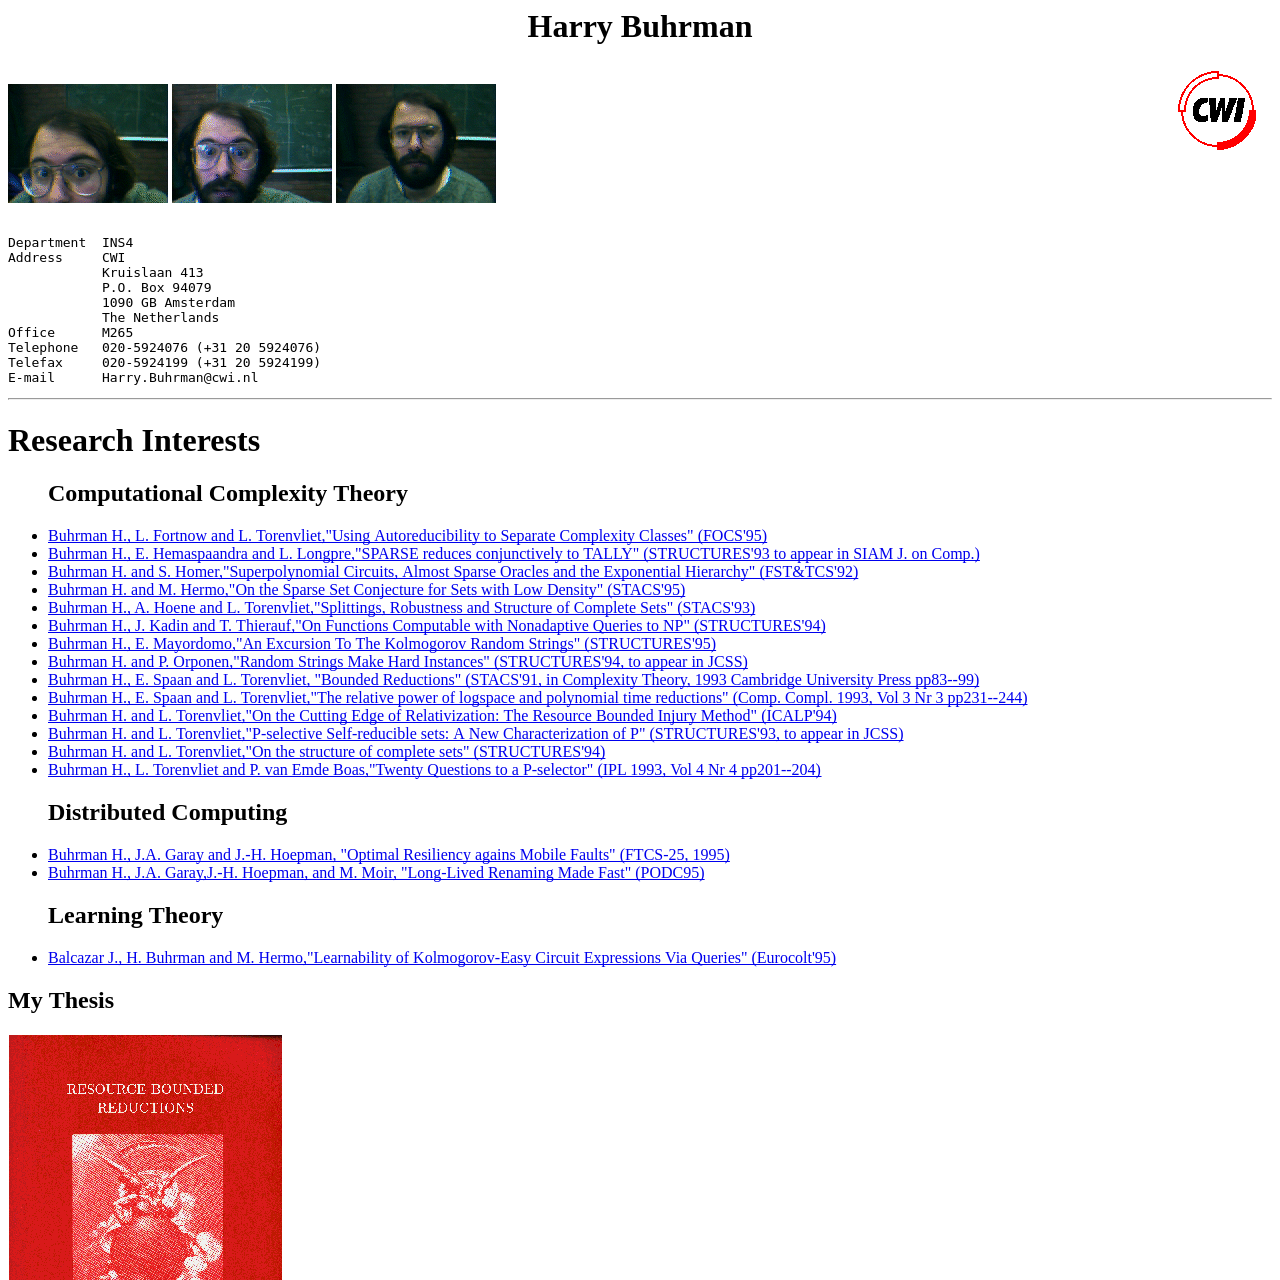 Harry Buhrman
CWI
Department  INS4
Address     CWI
            Kruislaan 413
            P.O. Box 94079
            1090 GB Amsterdam
            The Netherlands
Office      M265
Telephone   020-5924076 (+31 20 5924076)
Telefax     020-5924199 (+31 20 5924199)
E-mail      Harry.Buhrman@cwi.nl
Research Interests
Computational Complexity Theory
• Buhrman H., L. Fortnow and L. Torenvliet,"Using Autoreducibility to Separate Complexity Classes" (FOCS'95)
• Buhrman H., E. Hemaspaandra and L. Longpre,"SPARSE reduces conjunctively to TALLY" (STRUCTURES'93 to appear in SIAM J. on Comp.)
• Buhrman H. and S. Homer,"Superpolynomial Circuits, Almost Sparse Oracles and the Exponential Hierarchy" (FST&TCS'92)
• Buhrman H. and M. Hermo,"On the Sparse Set Conjecture for Sets with Low Density" (STACS'95)
• Buhrman H., A. Hoene and L. Torenvliet,"Splittings, Robustness and Structure of Complete Sets" (STACS'93)
• Buhrman H., J. Kadin and T. Thierauf,"On Functions Computable with Nonadaptive Queries to NP" (STRUCTURES'94)
• Buhrman H., E. Mayordomo,"An Excursion To The Kolmogorov Random Strings" (STRUCTURES'95)
• Buhrman H. and P. Orponen,"Random Strings Make Hard Instances" (STRUCTURES'94, to appear in JCSS)
• Buhrman H., E. Spaan and L. Torenvliet, "Bounded Reductions" (STACS'91, in Complexity Theory, 1993 Cambridge University Press pp83--99)
• Buhrman H., E. Spaan and L. Torenvliet,"The relative power of logspace and polynomial time reductions" (Comp. Compl. 1993, Vol 3 Nr 3 pp231--244)
• Buhrman H. and L. Torenvliet,"On the Cutting Edge of Relativization: The Resource Bounded Injury Method" (ICALP'94)
• Buhrman H. and L. Torenvliet,"P-selective Self-reducible sets: A New Characterization of P" (STRUCTURES'93, to appear in JCSS)
• Buhrman H. and L. Torenvliet,"On the structure of complete sets" (STRUCTURES'94)
• Buhrman H., L. Torenvliet and P. van Emde Boas,"Twenty Questions to a P-selector" (IPL 1993, Vol 4 Nr 4 pp201--204)
Distributed Computing
• Buhrman H., J.A. Garay and J.-H. Hoepman, "Optimal Resiliency agains Mobile Faults" (FTCS-25, 1995)
• Buhrman H., J.A. Garay,J.-H. Hoepman, and M. Moir, "Long-Lived Renaming Made Fast" (PODC95)
Learning Theory
• Balcazar J., H. Buhrman and M. Hermo,"Learnability of Kolmogorov-Easy Circuit Expressions Via Queries" (Eurocolt'95)
My Thesis
RESOURCE BOUNDED
REDUCTIONS